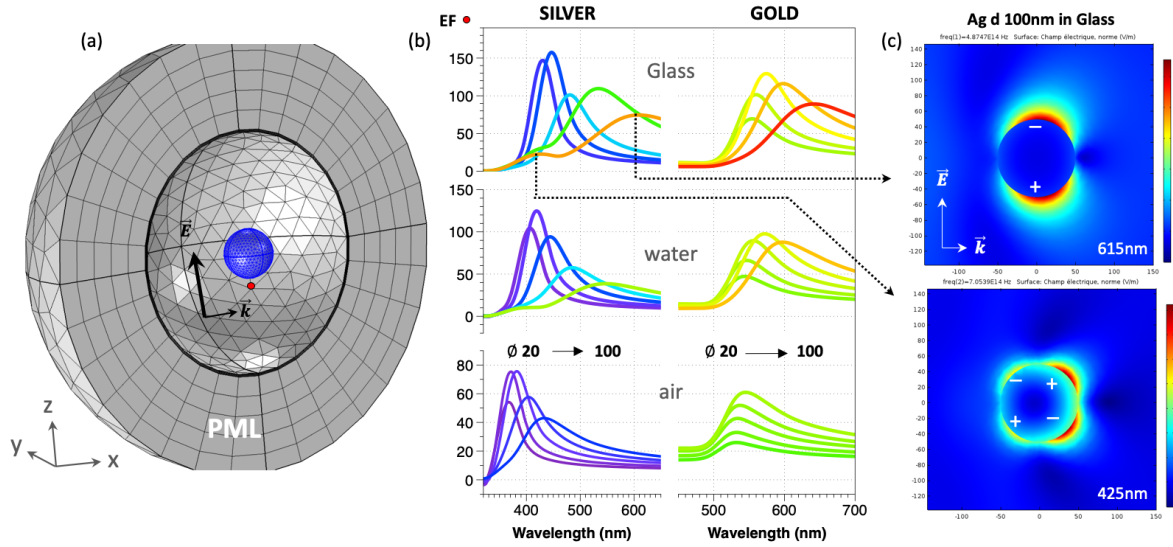 SILVER
GOLD
Ag d 100nm in Glass
EF
(a)
(b)
(c)
freq(1)=4.8747E14 Hz Surface: Champ électrique, norme (V/m)
150
100
50
0
Glass
140
120
100
80
60
40
20
0
-20
-40
-60
-80
-100
-120
−
+
E
k
615nm
-100
-50
0
50
100
150
E
k
PML
z
y
x
150
100
50
0
water
freq(2)=7.0539E14 Hz Surface: Champ électrique, norme (V/m)
140
120
100
80
60
40
20
0
-20
-40
-60
-80
-100
-120
− +
+ −
425nm
-100
-50
0
50
100
150
Ø 20 → 100
Ø 20 → 100
80
60
40
20
0
air
400 500 600
500 600 700
Wavelength (nm)
Wavelength (nm)